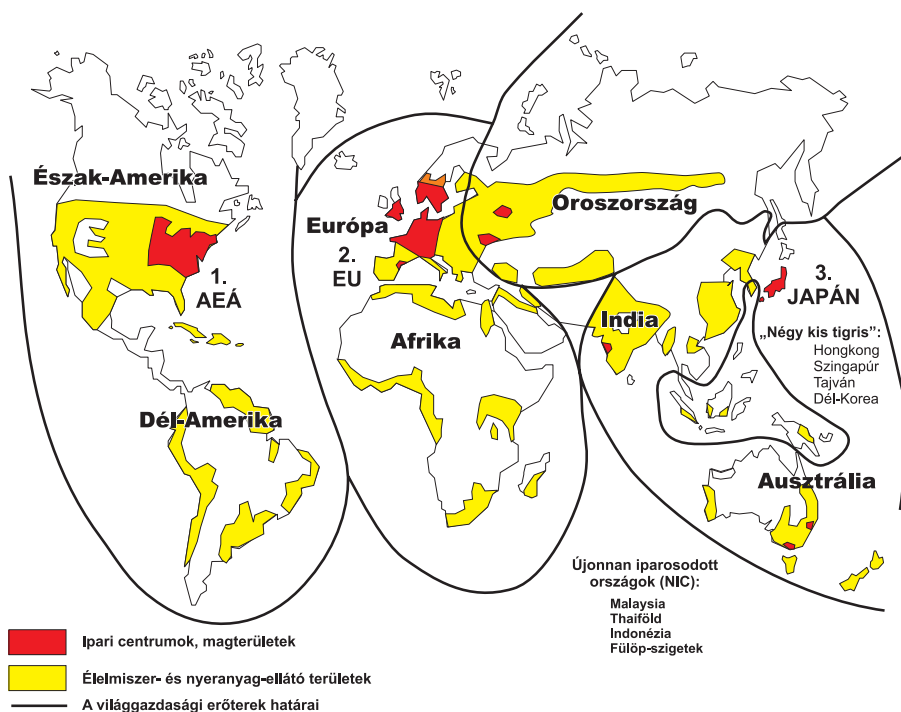 Észak-Amerika
1.
AEÁ
Dél-Amerika
Európa
2.
EU
Afrika
Oroszország
India
3.
JAPÁN
„Négy kis tigris”:
Hongkong
Szingapúr
Tajván
Dél-Korea
Ausztrália
Újonnan iparosodott
országok (NIC):
Malaysia
Thaiföld
Indonézia
Fülöp-szigetek
Ipari centrumok, magterületek
Élelmiszer- és nyeranyag-ellátó területek
A világgazdasági erőterek határai